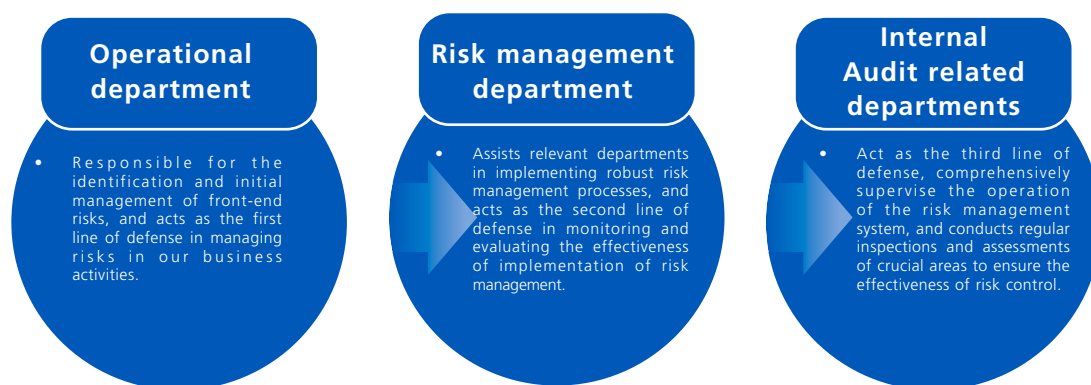 Operational
department
• Responsible for the
identification and initial
management of front-end
risks, and acts as the first
line of defense in managing
risks in our business
activities.
Risk management
department
• Assists relevant departments
in implementing robust risk
management processes, and
acts as the second line of
defense in monitoring and
evaluating the effectiveness
of implementation of risk
management.
Internal
Audit related
departments
• Act as the third line of
defense, comprehensively
supervise the operation
of the risk management
system, and conducts regular
inspections and assessments
of crucial areas to ensure the
effectiveness of risk control.